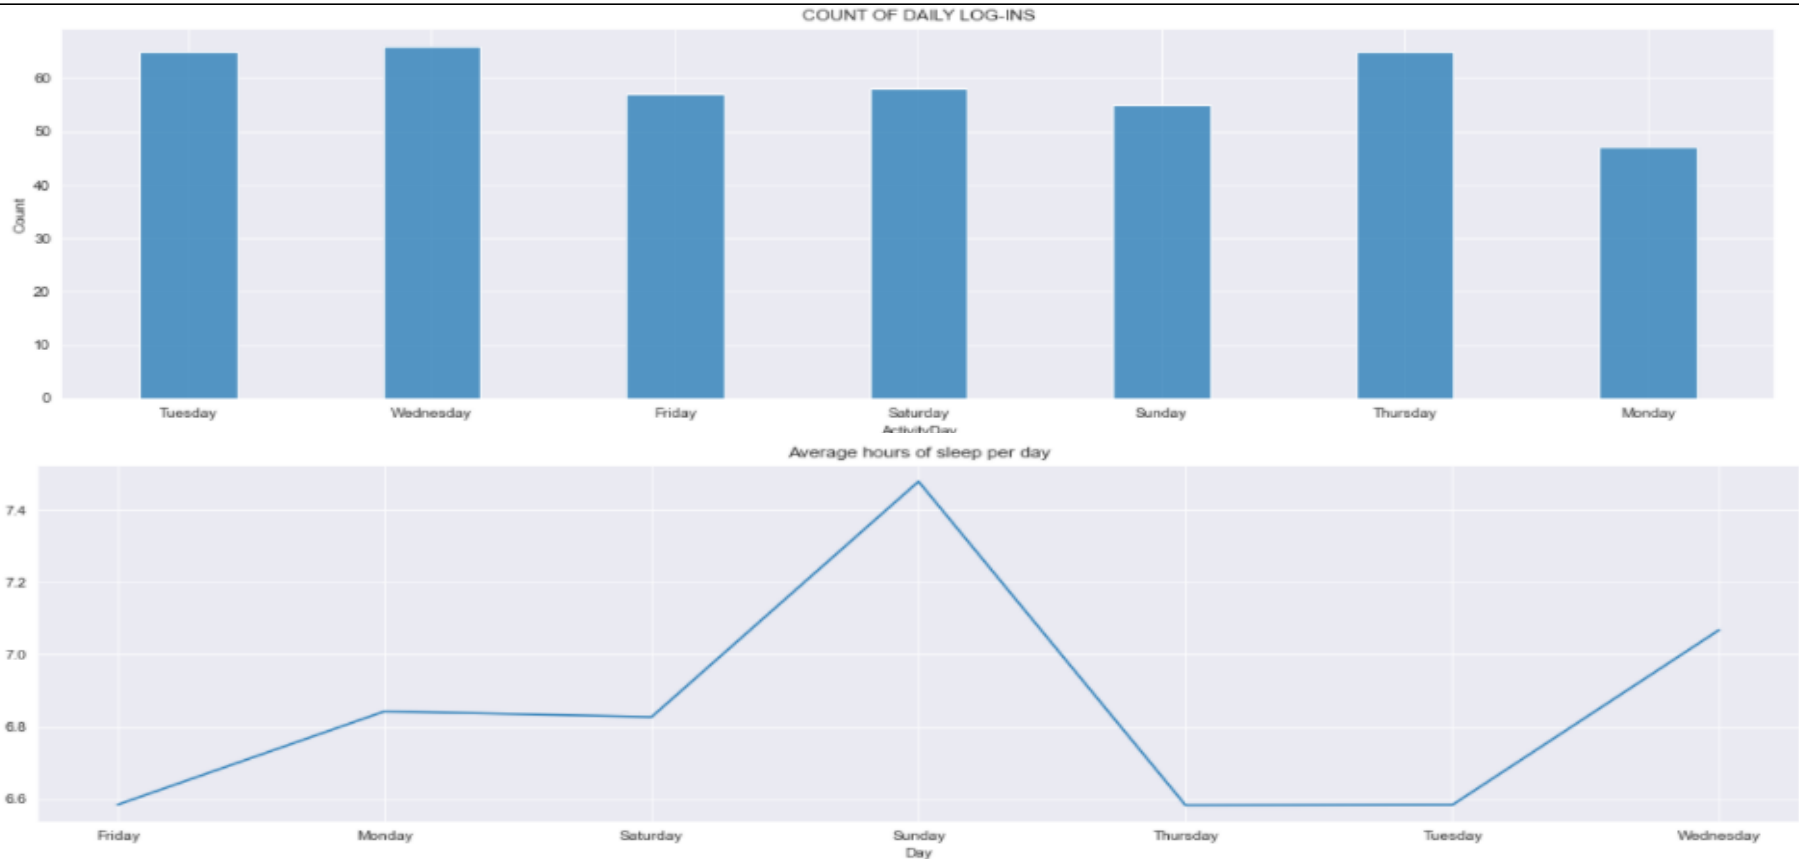 COUNT OF DAILY LOG-INS
60
50
40
30
20
10
0
Count
Tuesday Wednesday Friday Saturday Sunday Thursday Monday
ActivityDay
Average hours of sleep per day
7.4
7.2
7.0
6.8
6.6
Friday Monday Saturday Sunday Thursday Tuesday Wednesday
Day